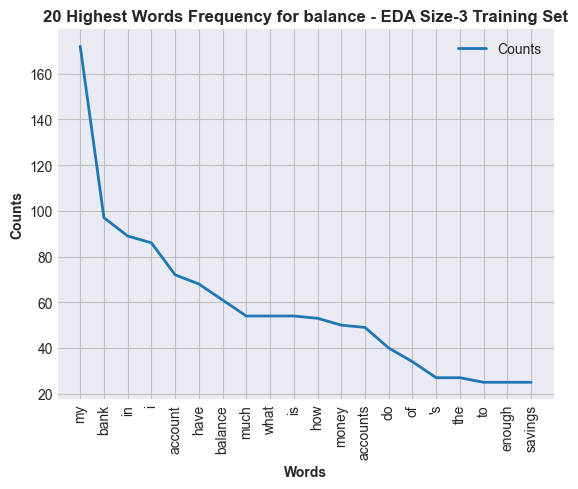 20 Highest Words Frequency for balance - EDA Size-3 Training Set
Counts
160
140
120
100
80
60
40
20
Counts
my
bank
in
i
account
have
balance
much
what
is
how
money
accounts
do
of
's
the
to
enough
savings
Words